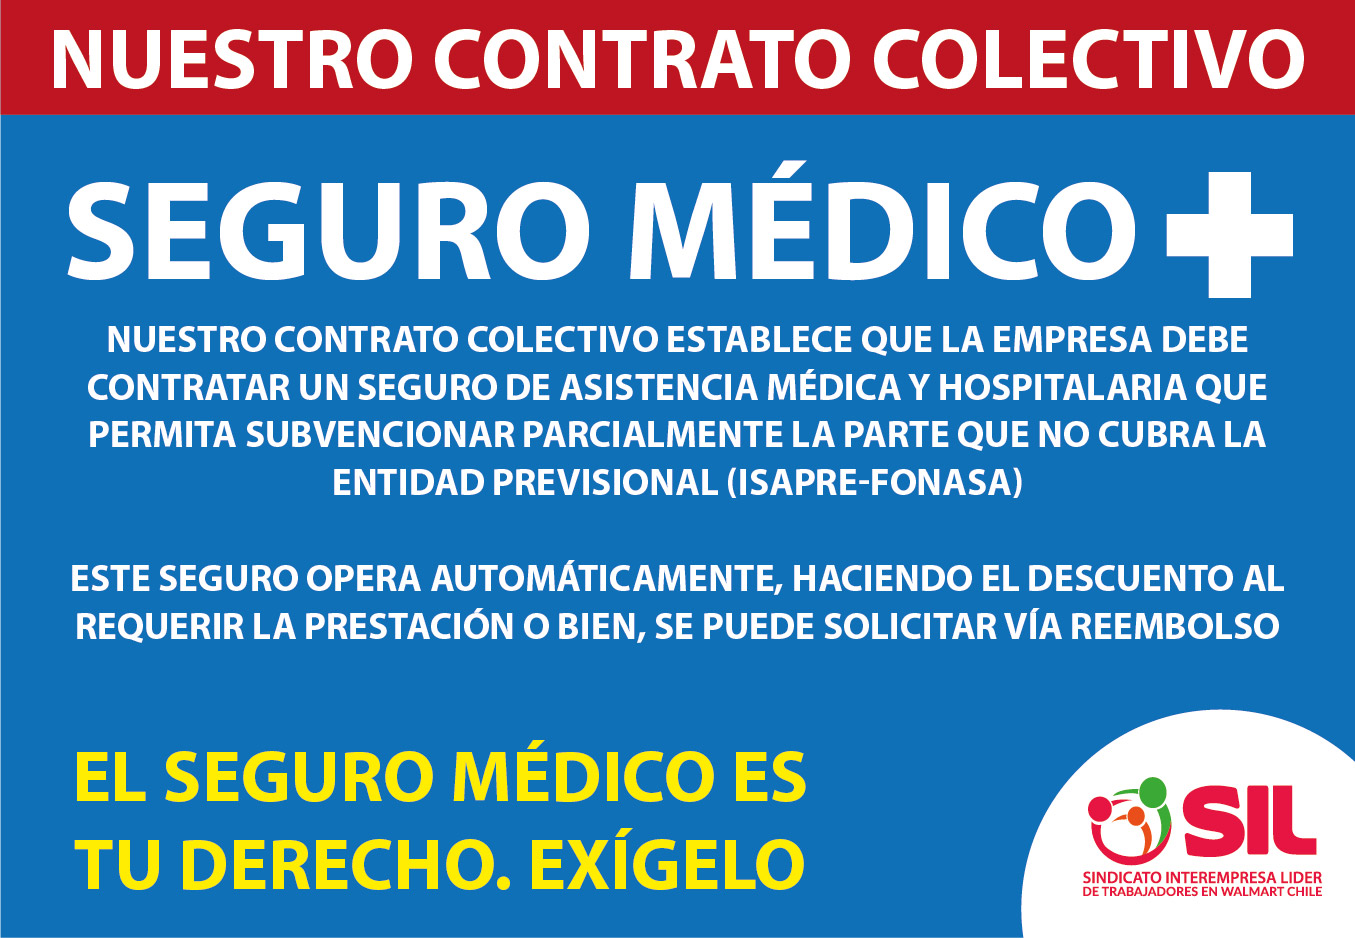 NUESTRO CONTRATO COLECTIVO
SEGURO MÉDICO
NUESTRO CONTRATO COLECTIVO ESTABLECE QUE LA EMPRESA DEBE
CONTRATAR UN SEGURO DE ASISTENCIA MÉDICA Y HOSPITALARIA QUE
PERMITA SUBVENCIONAR PARCIALMENTE LA PARTE QUE NO CUBRA LA
ENTIDAD PREVISIONAL (ISAPRE-FONASA)
ESTE SEGURO OPERA AUTOMÁTICAMENTE, HACIENDO EL DESCUENTO AL
REQUERIR LA PRESTACIÓN O BIEN, SE PUEDE SOLICITAR VÍA REEMBOLSO
EL SEGURO MÉDICO ES
TU DERECHO. EXÍGELO
SIL
SINDICATO INTEREMPRESA LIDER
DE TRABAJADORES EN WALMART CHILE